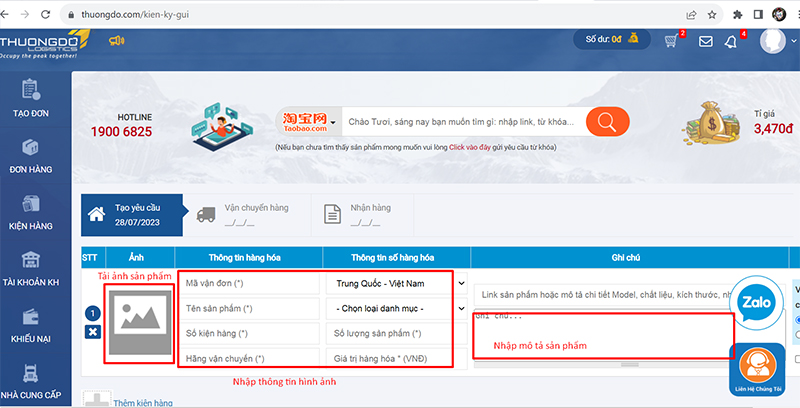 thuongdo.com/kien-ky-gui
THUONGDO
LOGISTICS
Occupy the peak together!
Số dư: 0đ
2
4
TẠO ĐƠN
ĐƠN HÀNG
KIỆN HÀNG
TÀI KHOẢN KH
KHIẾU NẠI
NHÀ CUNG CẤP
HOTLINE
1900 6825
淘宝网
Taobao.com
Chào Tươi, sáng nay bạn muốn tìm gì: nhập link, từ khóa...
(Nếu bạn chưa tìm thấy sản phẩm mong muốn vui lòng Click vào đây gửi yêu cầu từ khóa)
Tỉ giá
3,470đ
Tạo yêu cầu
28/07/2023
Vận chuyển hàng
__/__/__
Nhận hàng
__/__/__
STT Ảnh Thông tin hàng hóa Thông tin số hàng hóa Ghi chú
Tải ảnh sản phẩm
1
Mã vận đơn (*) Trung Quốc - Việt Nam
Tên sản phẩm (*) - Chọn loại danh mục -
Số kiện hàng (*) Số lượng sản phẩm (*)
Hãng vận chuyển (*) Giá trị hàng hóa * (VNĐ)
Link sản phẩm hoặc mô tả chi tiết Model, chất liệu, kích thước, nh
Ghi chú...
Nhập mô tả sản phẩm
Nhập thông tin hình ảnh
Zalo
Liên Hệ Chúng Tôi
Thêm kiện hàng